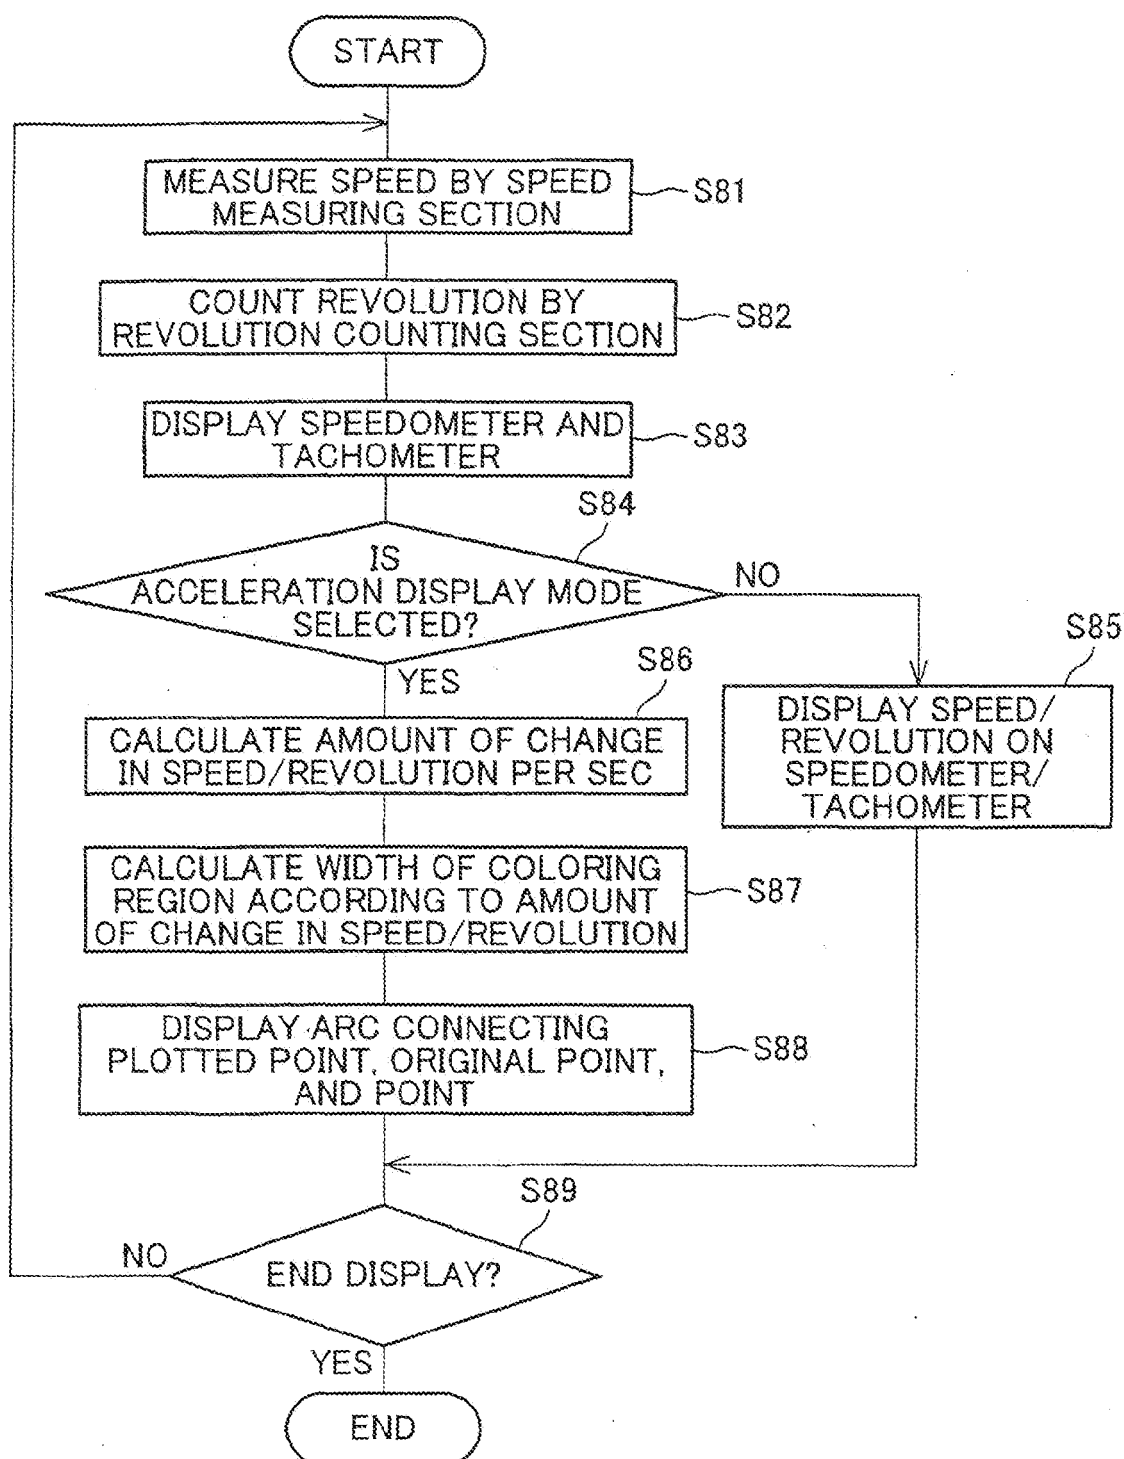 START
MEASURE SPEED BY SPEED
MEASURING SECTION
S81
COUNT REVOLUTION BY
REVOLUTION COUNTING SECTION
S82
DISPLAY SPEEDOMETER AND
TACHOMETER
S83
S84
IS
ACCELERATION DISPLAY MODE
SELECTED?
NO
YES
S85
DISPLAY SPEED/
REVOLUTION ON
SPEEDOMETER/
TACHOMETER
S86
CALCULATE AMOUNT OF CHANGE
IN SPEED/REVOLUTION PER SEC
CALCULATE WIDTH OF COLORING
REGION ACCORDING TO AMOUNT
OF CHANGE IN SPEED/REVOLUTION
S87
DISPLAY ARC CONNECTING
PLOTTED POINT, ORIGINAL POINT,
AND POINT
S88
S89
END DISPLAY?
NO
YES
END